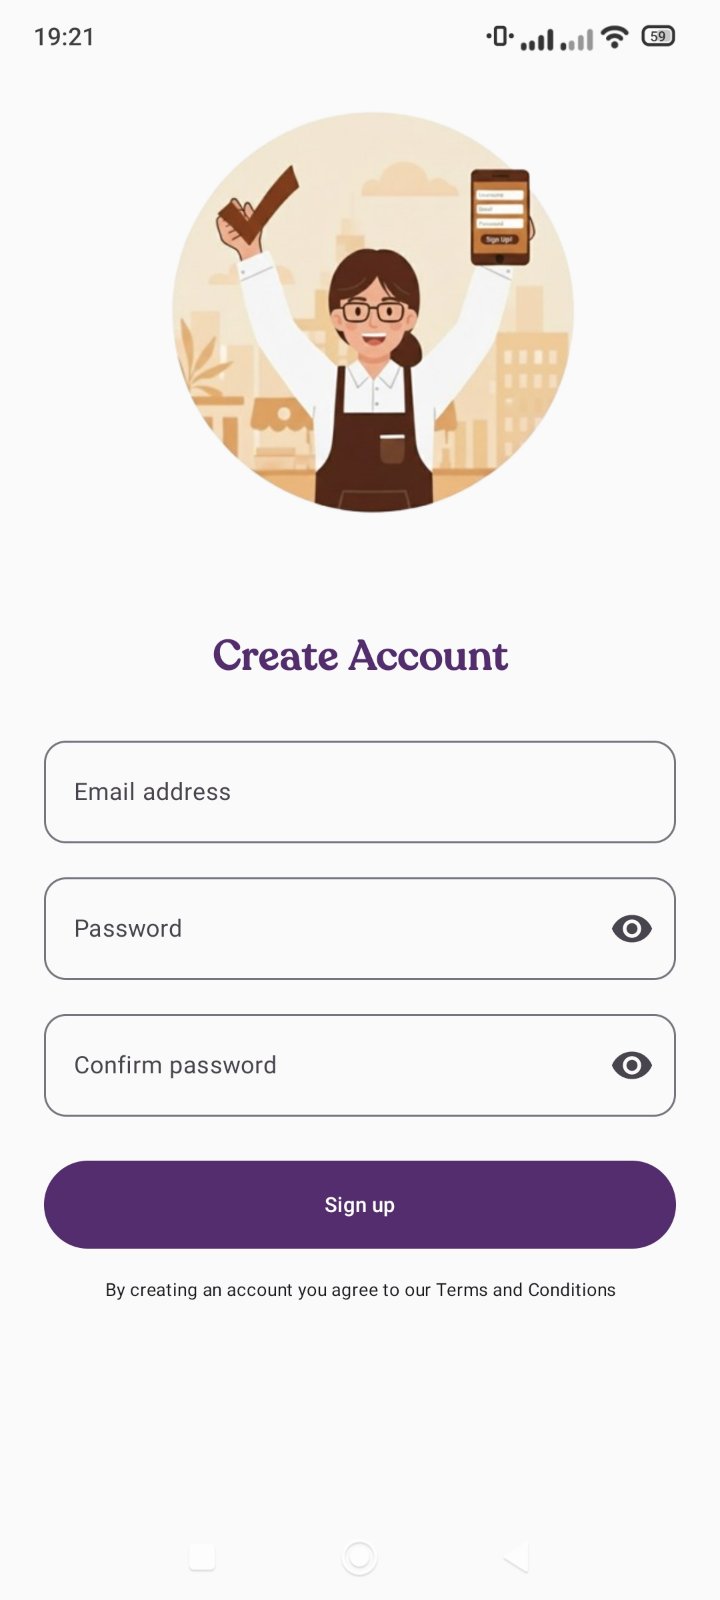 19:21
59
Username
Email
Password
Sign Up!
Create Account
Email address
Password
Confirm password
Sign up
By creating an account you agree to our Terms and Conditions